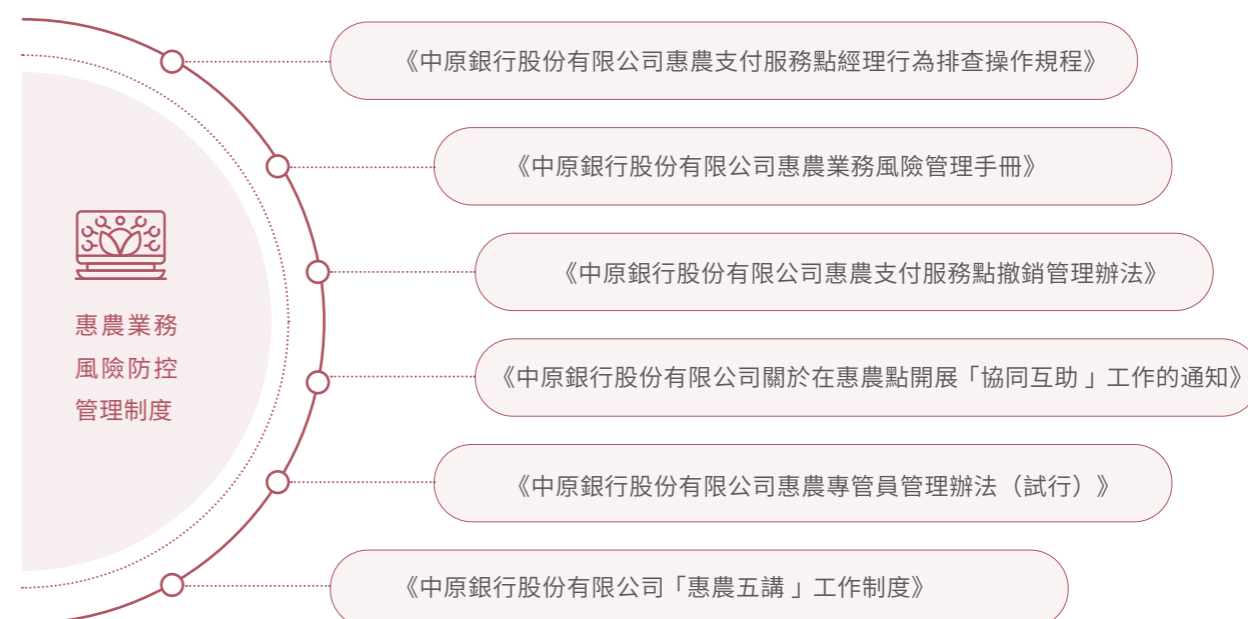 《中原銀行股份有限公司惠農支付服務點經理行為排查操作規程》
《中原銀行股份有限公司惠農業務風險管理手冊》
《中原銀行股份有限公司惠農支付服務點撤銷管理辦法》
惠農業務
風險防控
管理制度
《中原銀行股份有限公司關於在惠農點開展「協同互助」工作的通知》
《中原銀行股份有限公司惠農專管員管理辦法（試行）》
《中原銀行股份有限公司「惠農五講」工作制度》